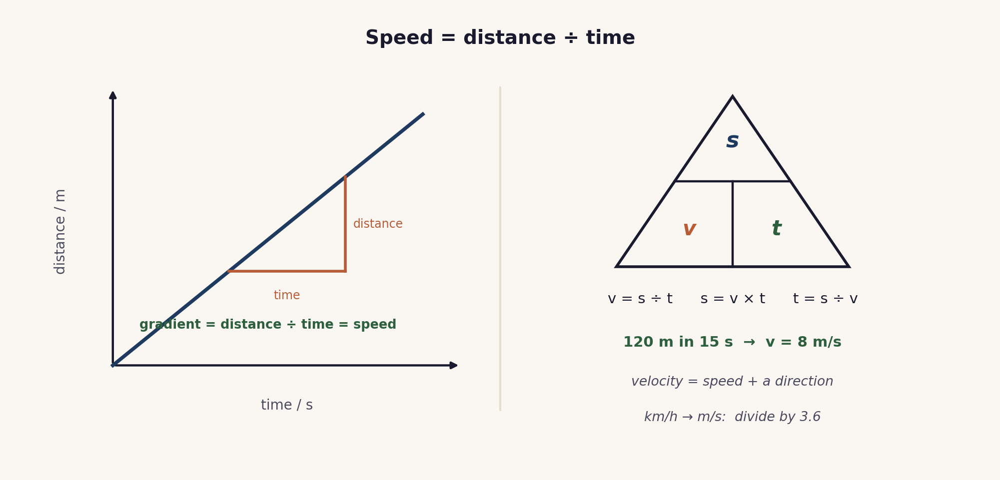 Speed = distance ÷ time
distance / m
distance
time
gradient = distance ÷ time = speed
time / s
s
v t
v = s ÷ t s = v × t t = s ÷ v
120 m in 15 s → v = 8 m/s
velocity = speed + a direction
km/h → m/s: divide by 3.6